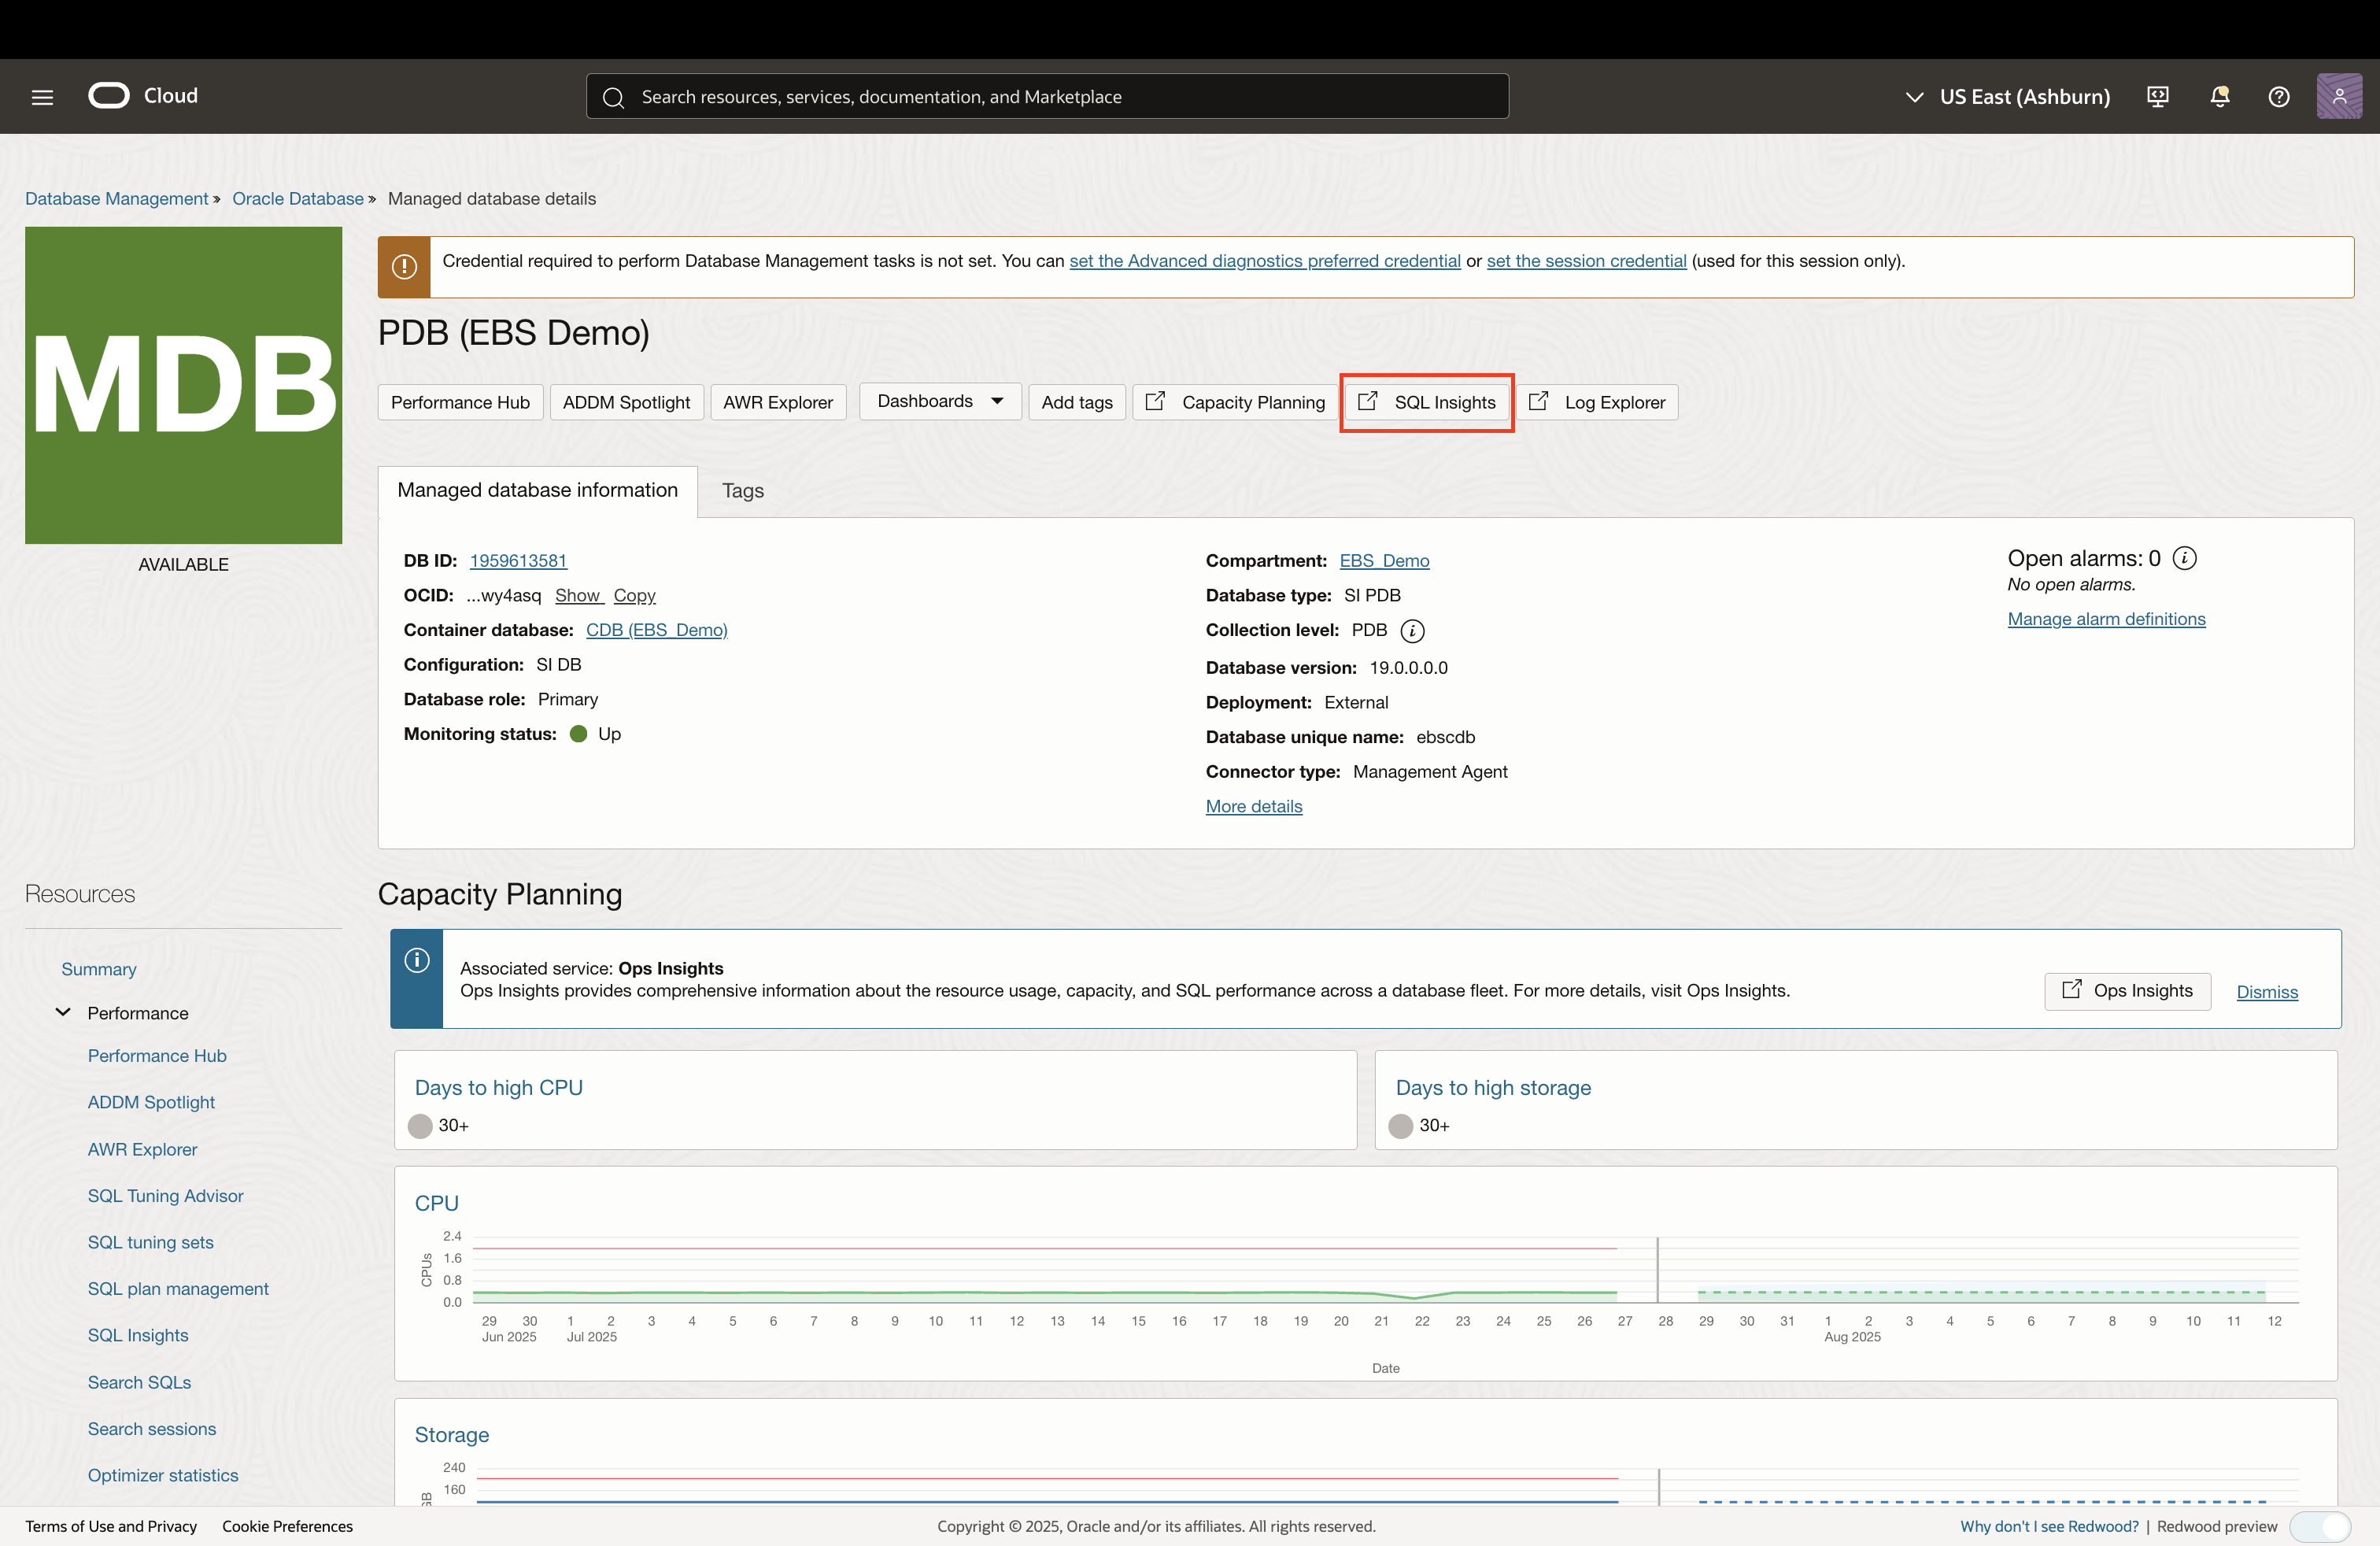 Cloud
Search resources, services, documentation, and Marketplace
US East (Ashburn)
Database Management » Oracle Database » Managed database details
MDB
AVAILABLE
Credential required to perform Database Management tasks is not set. You can set the Advanced diagnostics preferred credential or set the session credential (used for this session only).
PDB (EBS Demo)
Performance Hub ADDM Spotlight AWR Explorer Dashboards Add tags Capacity Planning SQL Insights Log Explorer
Managed database information Tags
DB ID: 1959613581
OCID: ...wy4asq Show Copy
Container database: CDB (EBS_Demo)
Configuration: SI DB
Database role: Primary
Monitoring status: Up
Compartment: EBS_Demo
Database type: SI PDB
Collection level: PDB
Database version: 19.0.0.0.0
Deployment: External
Database unique name: ebscdb
Connector type: Management Agent
More details
Open alarms: 0
No open alarms.
Manage alarm definitions
Resources
Summary
Performance
Performance Hub
ADDM Spotlight
AWR Explorer
SQL Tuning Advisor
SQL tuning sets
SQL plan management
SQL Insights
Search SQLs
Search sessions
Optimizer statistics
Capacity Planning
Associated service: Ops Insights
Ops Insights provides comprehensive information about the resource usage, capacity, and SQL performance across a database fleet. For more details, visit Ops Insights.
Ops Insights Dismiss
Days to high CPU
30+
Days to high storage
30+
CPU
CPUs
2.4
1.6
0.8
0.0
29 30 1 2 3 4 5 6 7 8 9 10 11 12 13 14 15 16 17 18 19 20 21 22 23 24 25 26 27 28 29 30 31 1 2 3 4 5 6 7 8 9 10 11 12
Jun 2025 Jul 2025 Aug 2025
Date
Storage
240
160
Terms of Use and Privacy Cookie Preferences
Copyright © 2025, Oracle and/or its affiliates. All rights reserved.
Why don't I see Redwood? | Redwood preview